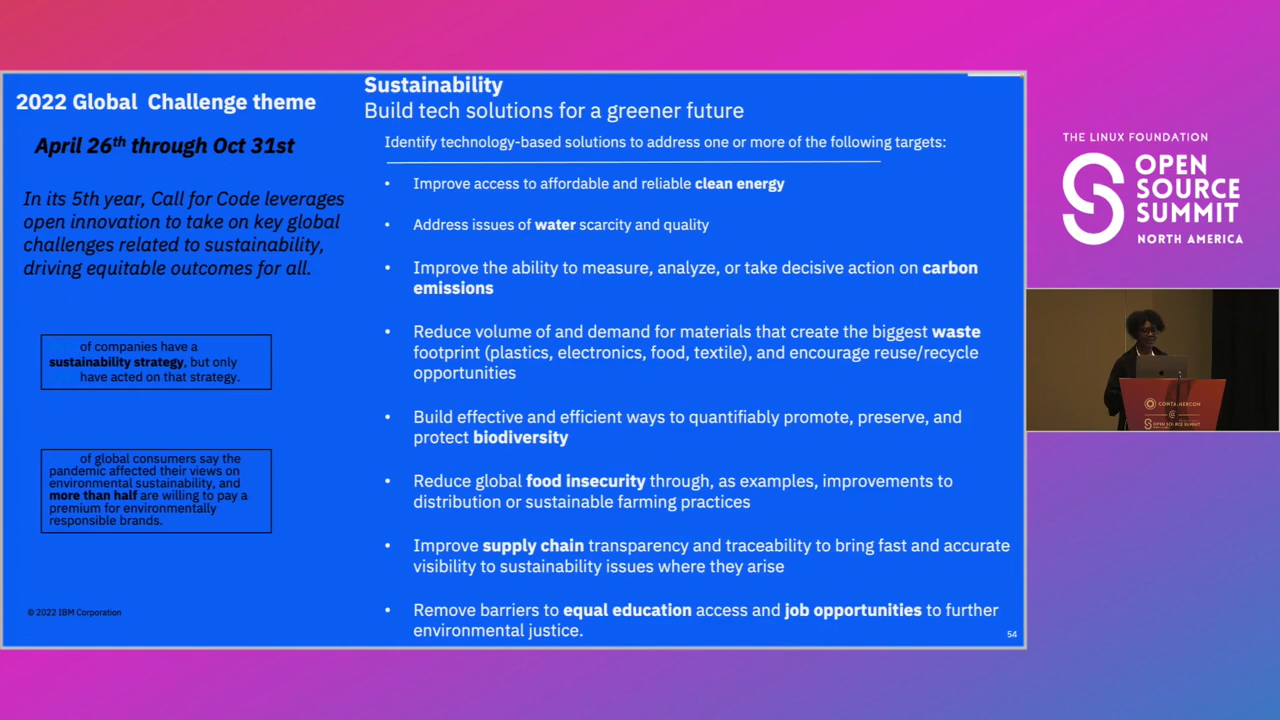 2022 Global Challenge theme
April 26th through Oct 31st
In its 5th year, Call for Code leverages
open innovation to take on key global
challenges related to sustainability,
driving equitable outcomes for all.
of companies have a
sustainability strategy, but only
have acted on that strategy.
of global consumers say the
pandemic affected their views on
environmental sustainability, and
more than half are willing to pay a
premium for environmentally
responsible brands.
© 2022 IBM Corporation
Sustainability
Build tech solutions for a greener future
Identify technology-based solutions to address one or more of the following targets:
• Improve access to affordable and reliable clean energy
• Address issues of water scarcity and quality
• Improve the ability to measure, analyze, or take decisive action on carbon
emissions
• Reduce volume of and demand for materials that create the biggest waste
footprint (plastics, electronics, food, textile), and encourage reuse/recycle
opportunities
• Build effective and efficient ways to quantifiably promote, preserve, and
protect biodiversity
• Reduce global food insecurity through, as examples, improvements to
distribution or sustainable farming practices
• Improve supply chain transparency and traceability to bring fast and accurate
visibility to sustainability issues where they arise
• Remove barriers to equal education access and job opportunities to further
environmental justice.
54
THE LINUX FOUNDATION
OPEN
SOURCE
SUMMIT
NORTH AMERICA
CONTAINERCON
OPEN SOURCE SUMMIT